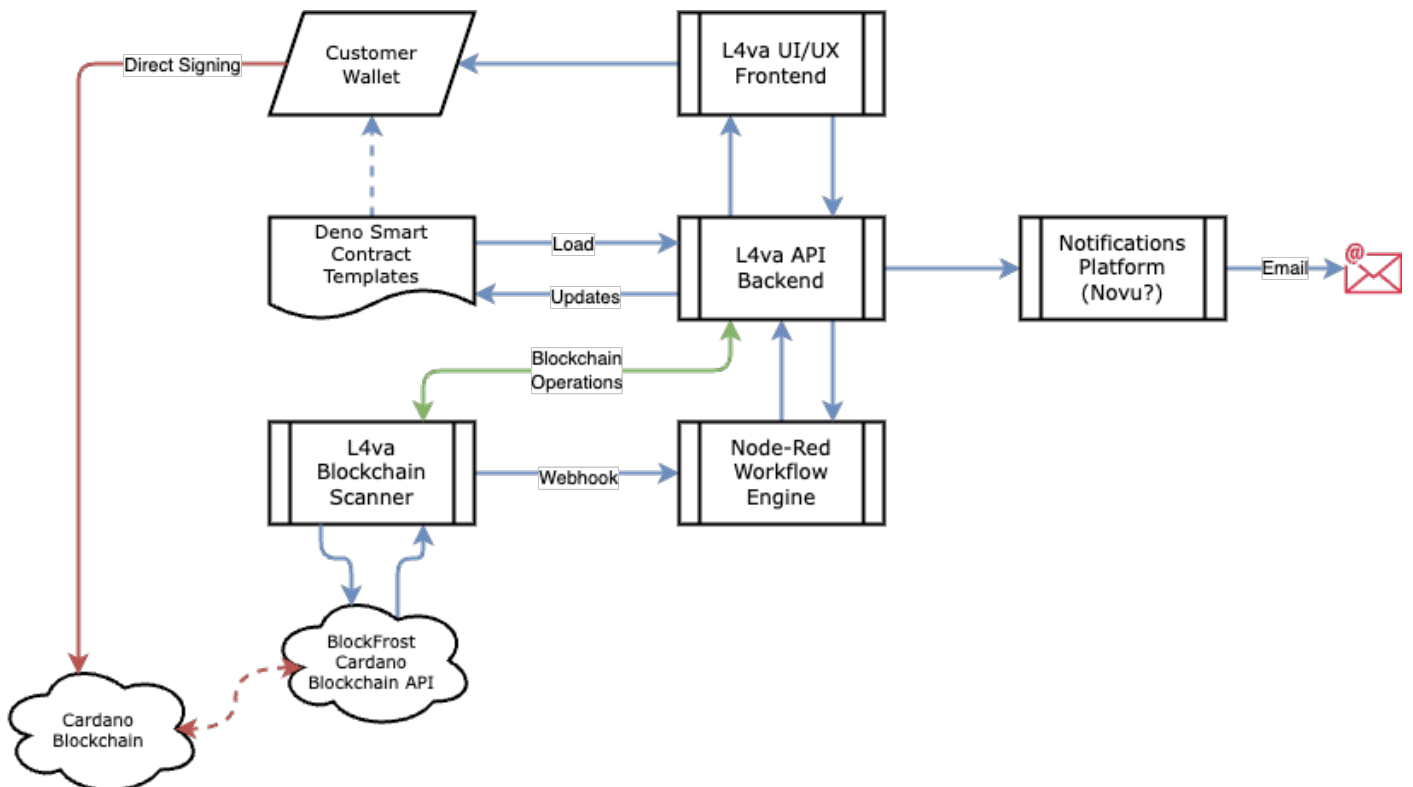 Direct Signing
Customer
Wallet
L4va UI/UX
Frontend
Deno Smart
Contract
Templates
Load
Updates
L4va API
Backend
Notifications
Platform
(Novu?)
Email
@
Blockchain
Operations
L4va
Blockchain
Scanner
Webhook
Node-Red
Workflow
Engine
BlockFrost
Cardano
Blockchain API
Cardano
Blockchain